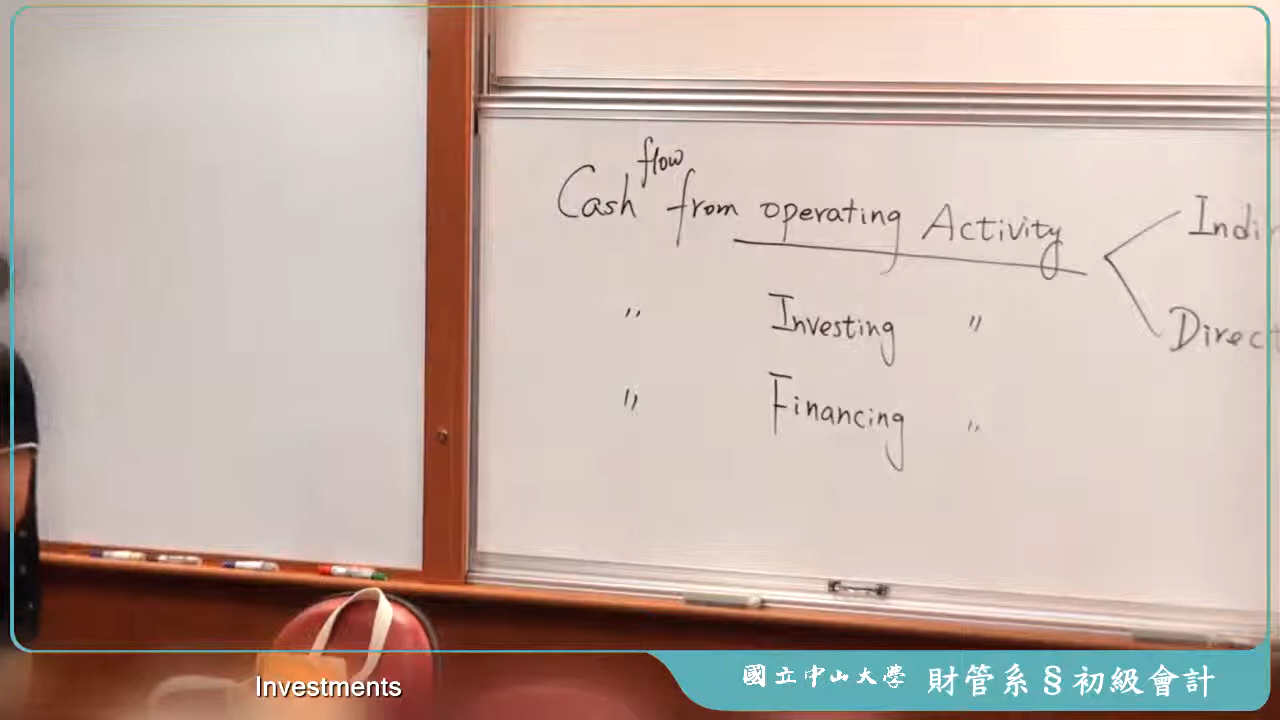 Cash flow from operating Activity
Indi
Direct
" Investing "
" Financing "
Investments
國立中山大學 財管系§初級會計